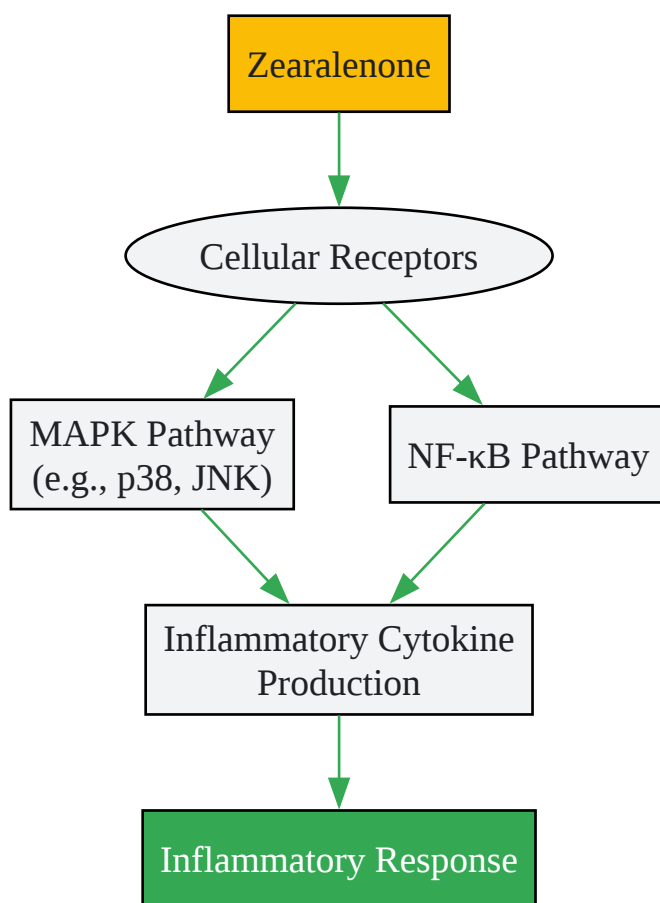 Zearalenone
Cellular Receptors
MAPK Pathway
(e.g., p38, JNK)
NF-κB Pathway
Inflammatory Cytokine
Production
Inflammatory Response